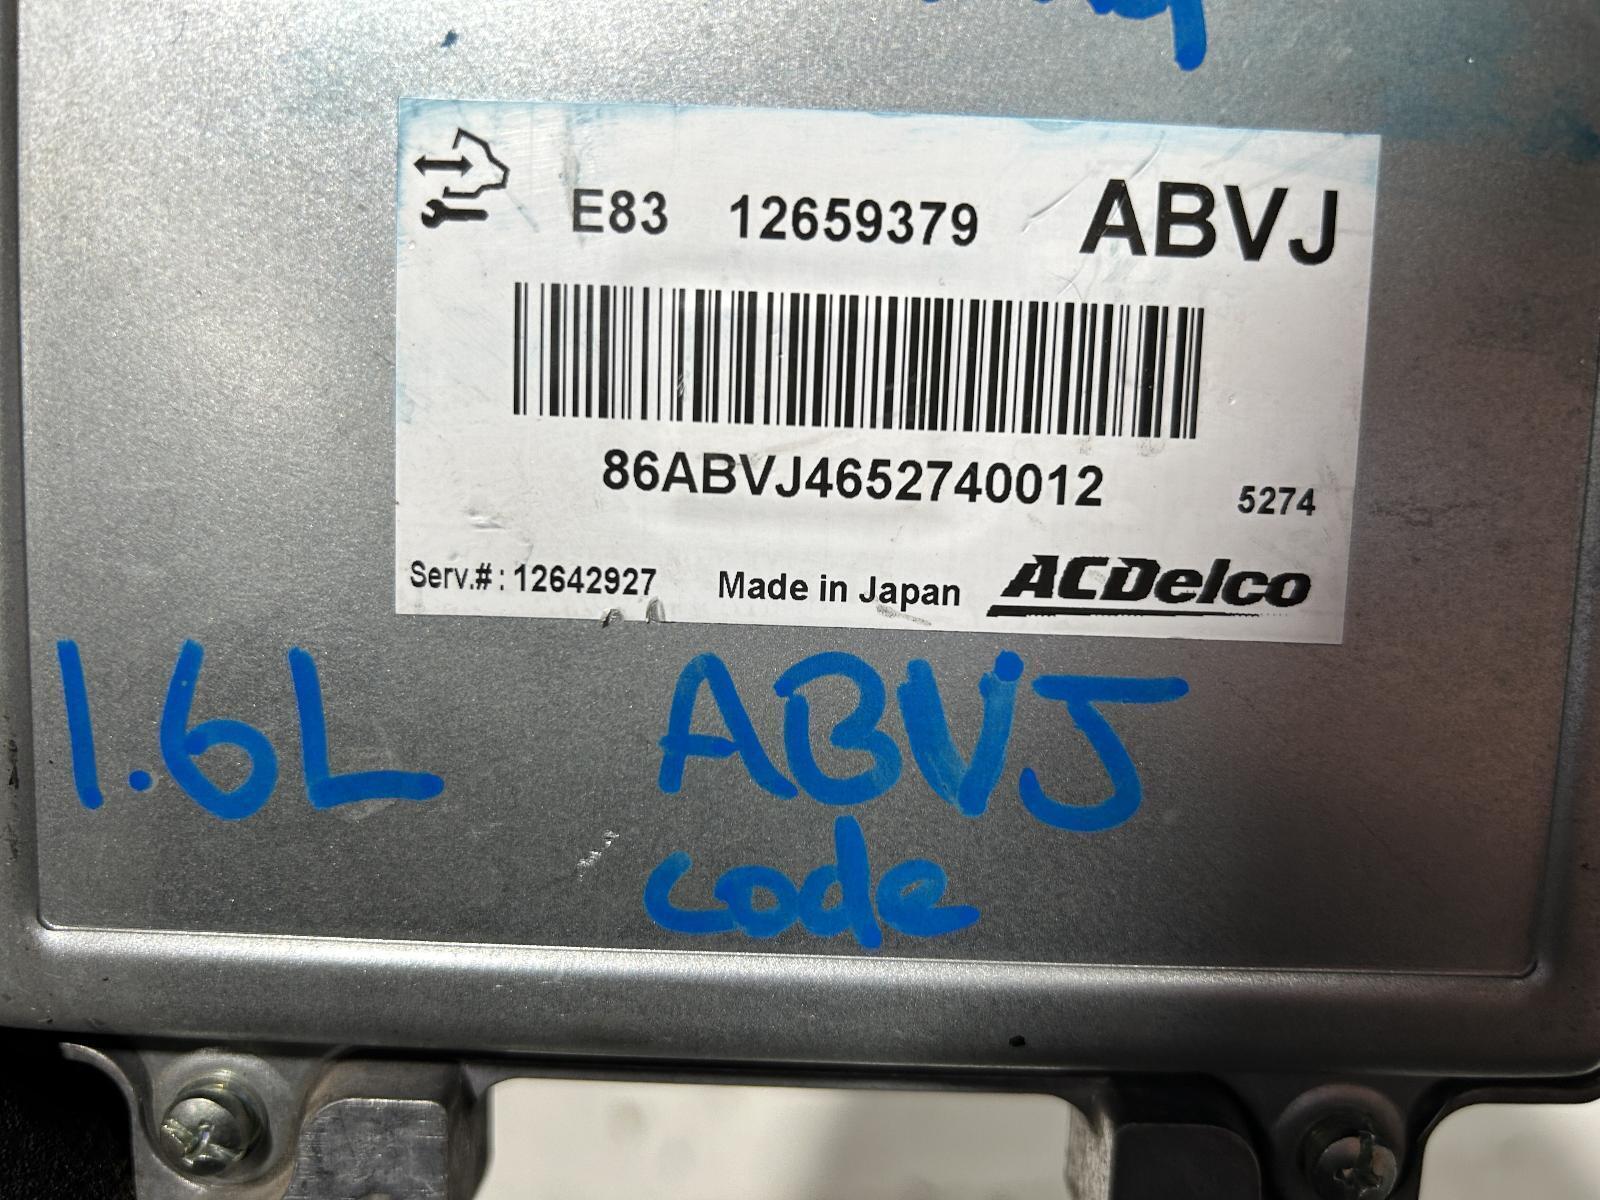 E83 12659379 ABVJ
86ABVJ4652740012 5274
Serv.#: 12642927 Made in Japan ACDelco
1.6L ABVJ
code